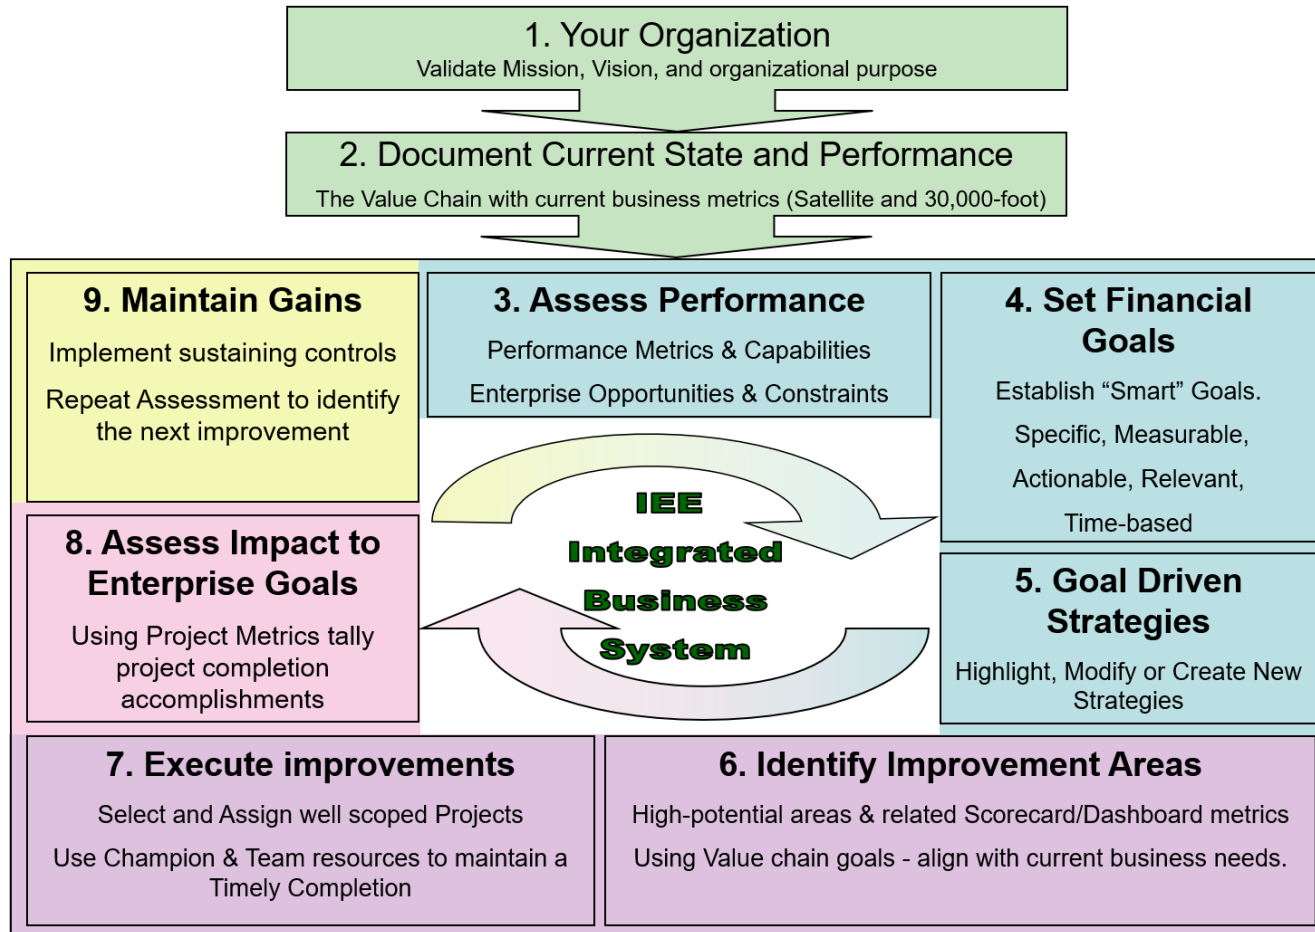 1. Your Organization
Validate Mission, Vision, and organizational purpose
2. Document Current State and Performance
The Value Chain with current business metrics (Satellite and 30,000-foot)
3. Assess Performance
Performance Metrics & Capabilities
Enterprise Opportunities & Constraints
4. Set Financial
Goals
Establish “Smart” Goals.
Specific, Measurable,
Actionable, Relevant,
Time-based
5. Goal Driven
Strategies
Highlight, Modify or Create New
Strategies
6. Identify Improvement Areas
High-potential areas & related Scorecard/Dashboard metrics
Using Value chain goals - align with current business needs.
7. Execute improvements
Select and Assign well scoped Projects
Use Champion & Team resources to maintain a
Timely Completion
8. Assess Impact to
Enterprise Goals
Using Project Metrics tally
project completion
accomplishments
9. Maintain Gains
Implement sustaining controls
Repeat Assessment to identify
the next improvement
IEE
Integrated
Business
System